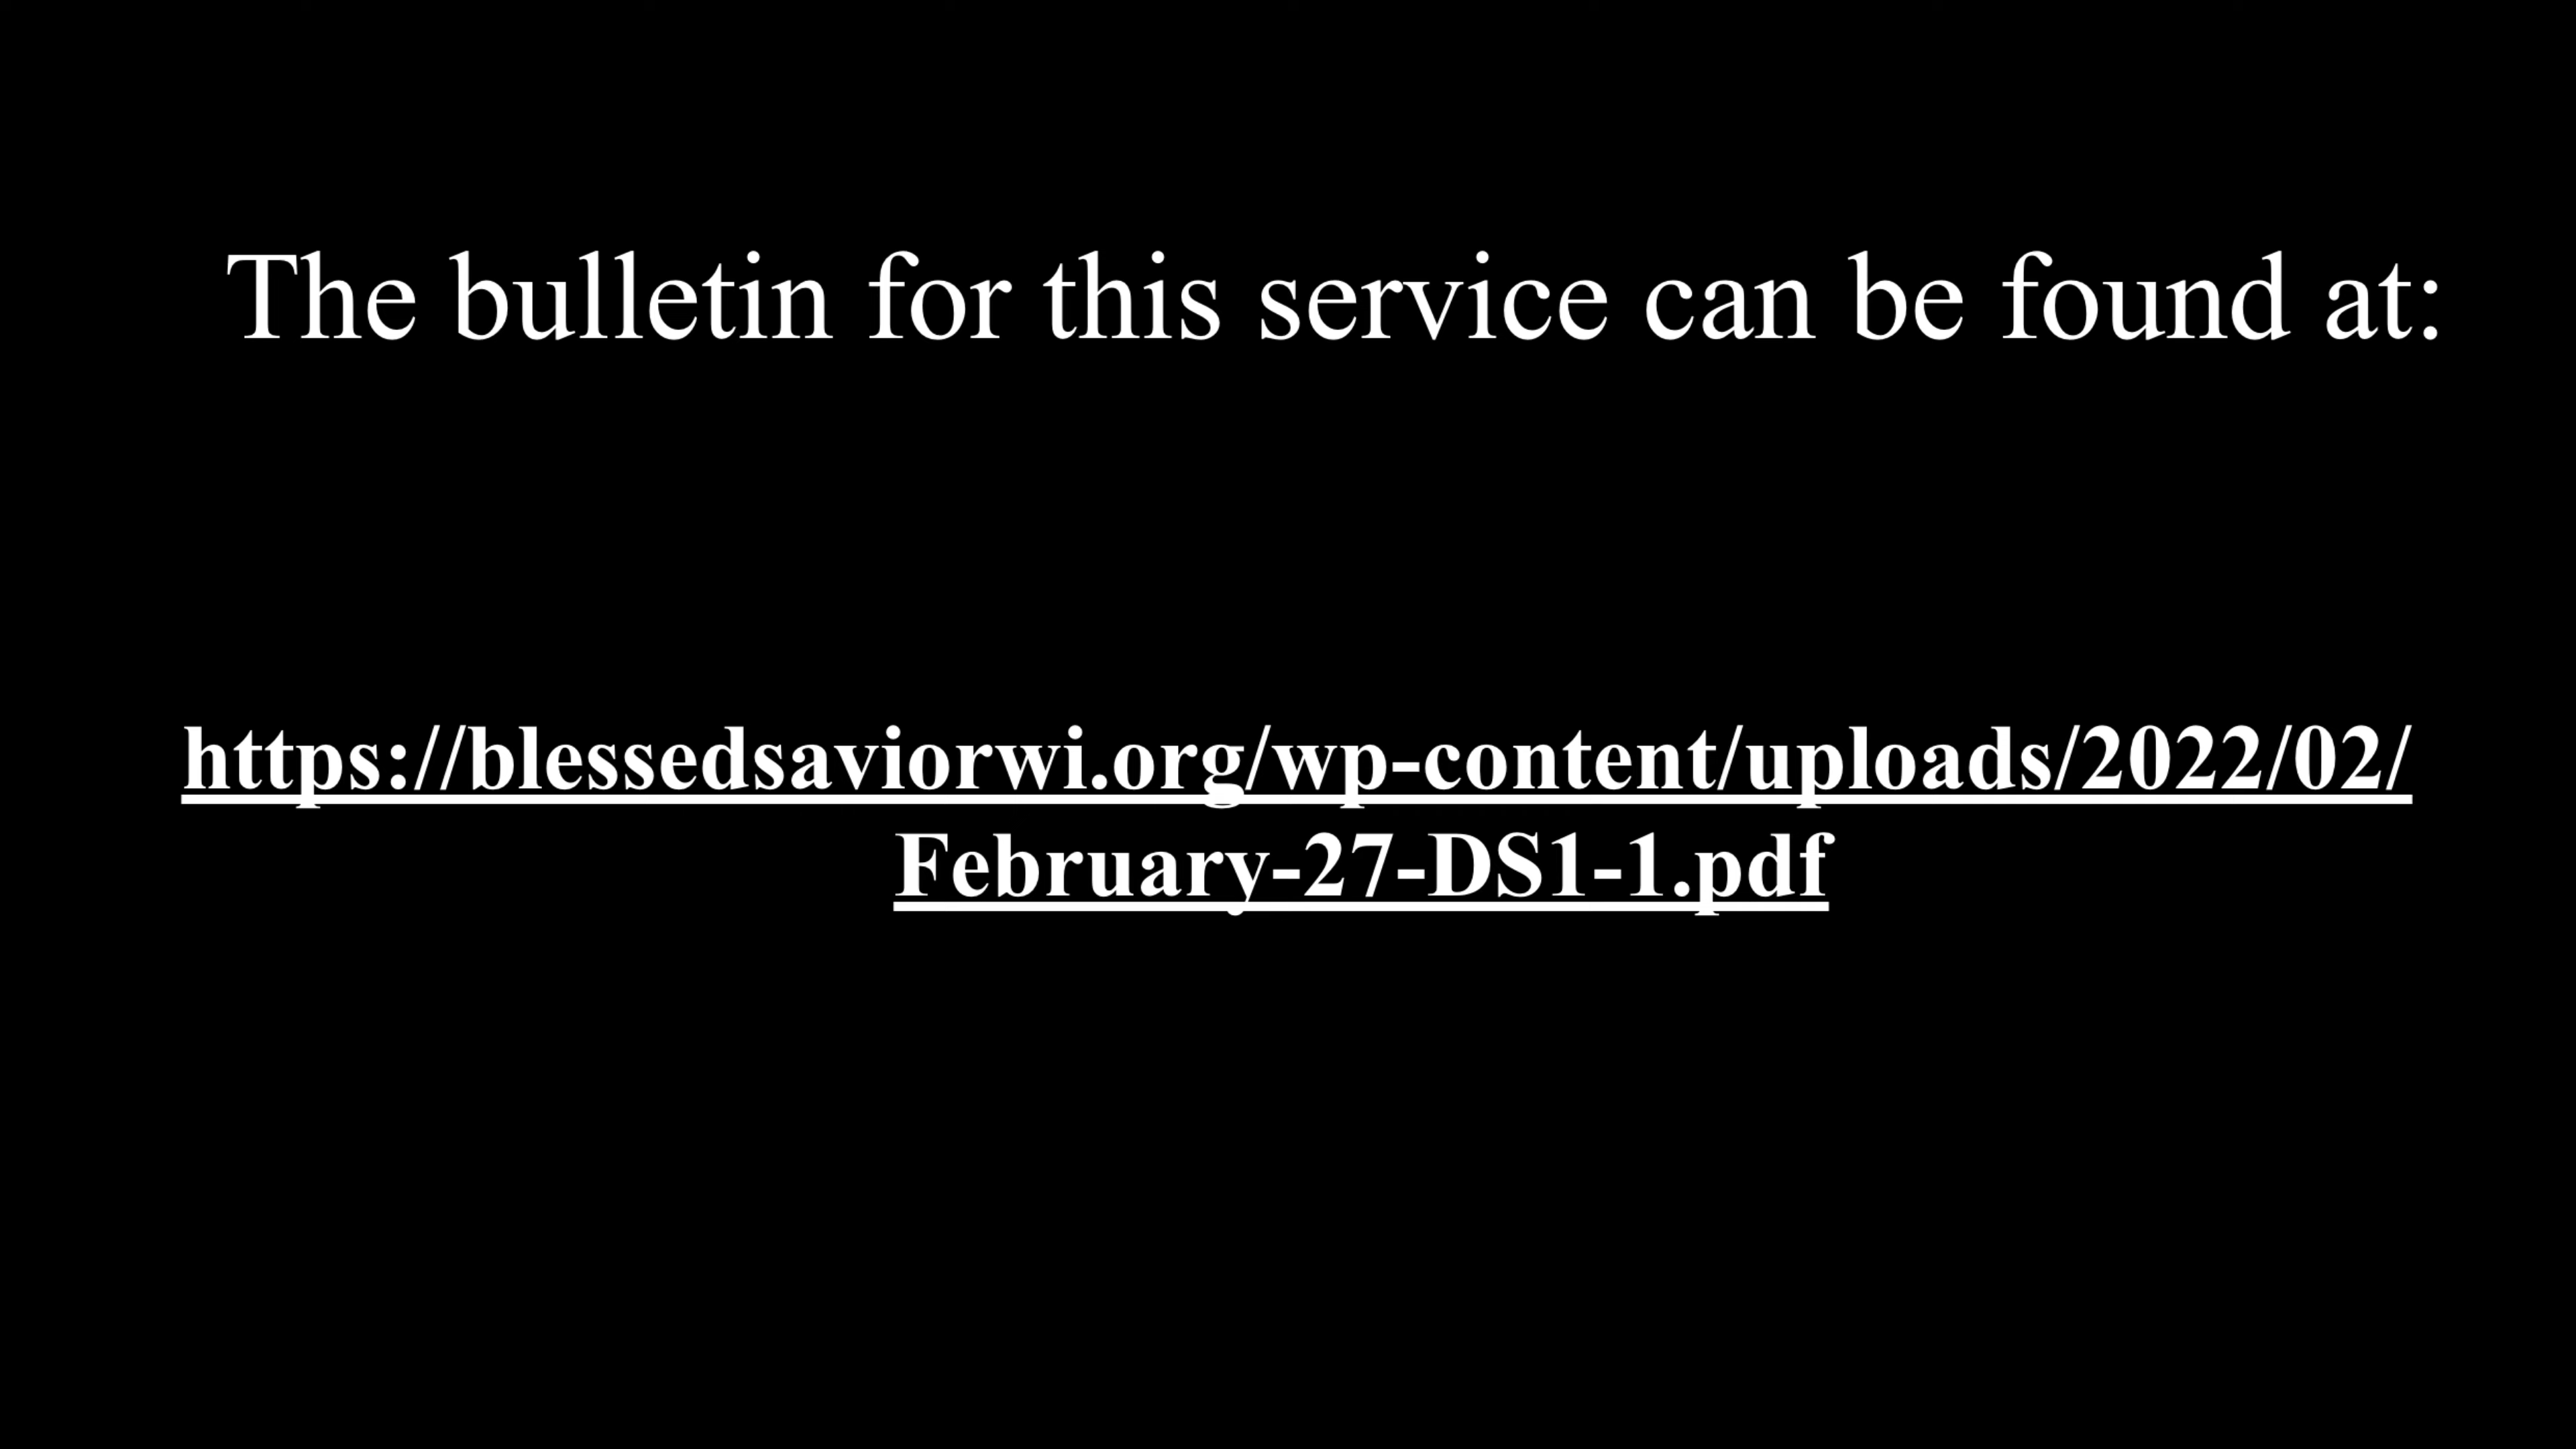 The bulletin for this service can be found at:
https://blessedsaviorwi.org/wp-content/uploads/2022/02/
February-27-DS1-1.pdf